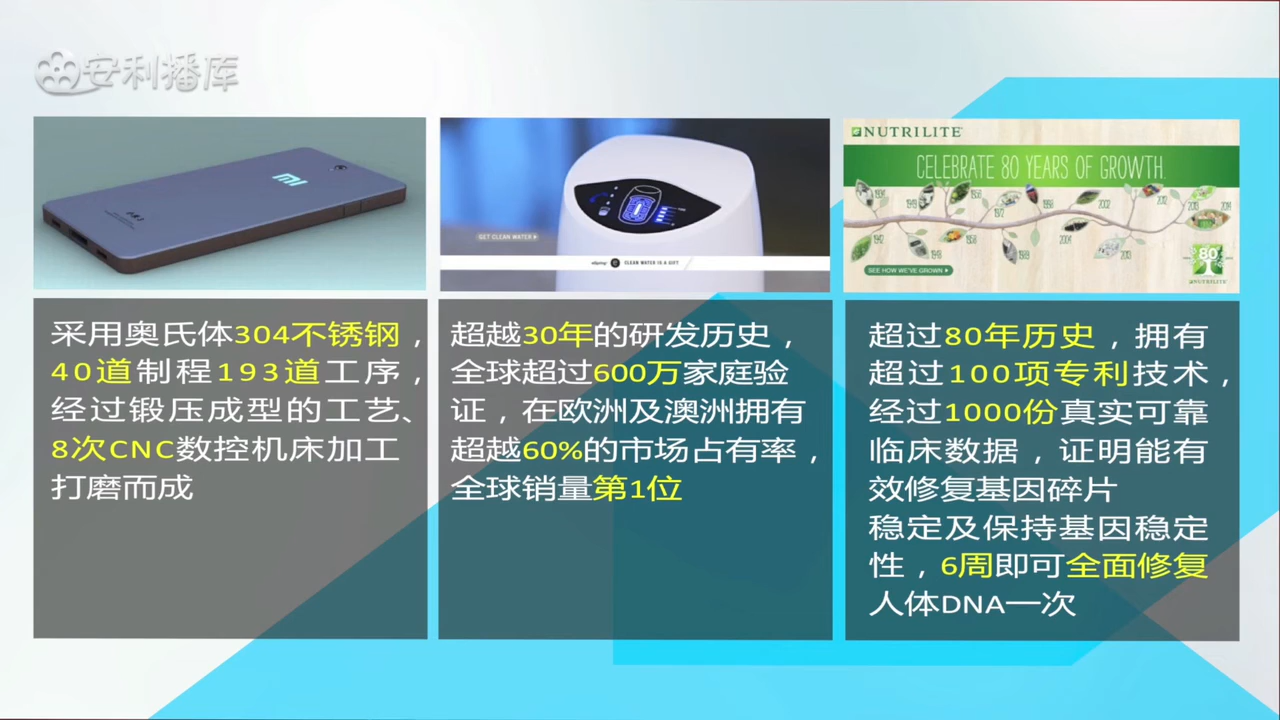 安利播库
MI
GET CLEAN WATER
eSpring
CLEAN WATER IS A GIFT
NUTRILITE
CELEBRATE 80 YEARS OF GROWTH.
SEE HOW WE'VE GROWN
80
NUTRILITE
采用奥氏体304不锈钢，
40道制程193道工序，
经过锻压成型的工艺、
8次CNC数控机床加工
打磨而成
超越30年的研发历史，
全球超过600万家庭验
证，在欧洲及澳洲拥有
超越60%的市场占有率，
全球销量第1位
超过80年历史，拥有
超过100项专利技术，
经过1000份真实可靠
临床数据，证明能有
效修复基因碎片
稳定及保持基因稳定
性，6周即可全面修复
人体DNA一次